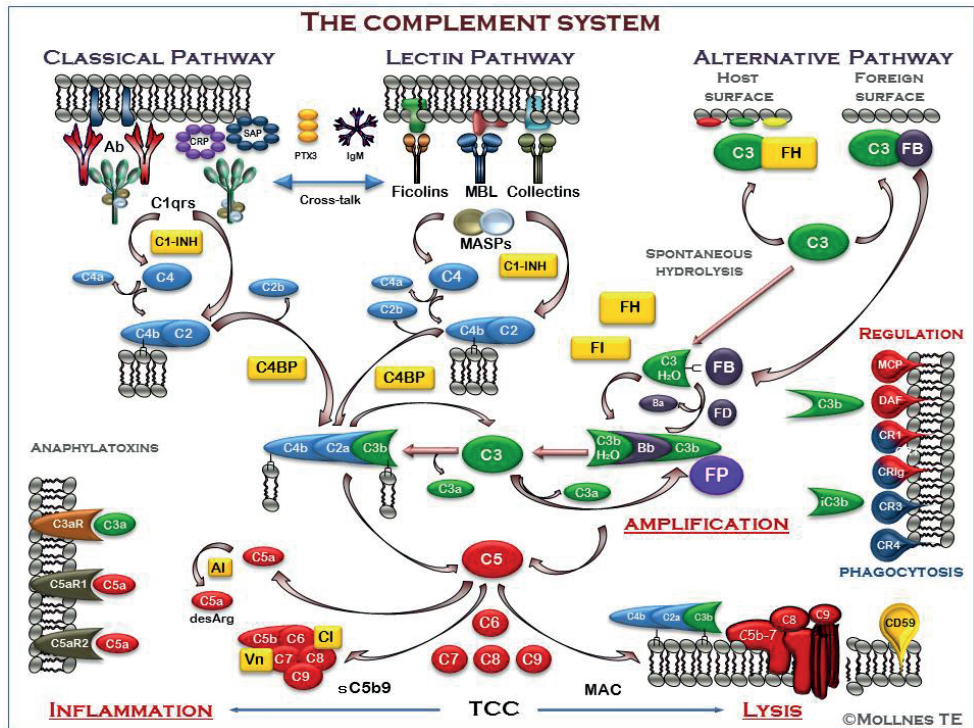 THE COMPLEMENT SYSTEM
CLASSICAL PATHWAY
LECTIN PATHWAY
ALTERNATIVE PATHWAY
HOST
SURFACE
FOREIGN
SURFACE
Ab
CRP
SAP
PTX3
IgM
Cross-talk
C1qrs
Ficolins
MBL
Collectins
MASPs
C3
FH
C3
FB
C3
SPONTANEOUS
HYDROLYSIS
C1-INH
C4a
C4
C2b
C4b
C2
C4BP
C1-INH
C4a
C4
C2b
C4b
C2
C4BP
FH
FI
C3
H2O
FB
Ba
FD
REGULATION
MCP
DAF
CR1
CRIg
CR3
CR4
C3b
iC3b
PHAGOCYTOSIS
C4b
C2a
C3b
C3
C3a
C3a
C3b
H2O
Bb
C3b
FP
AMPLIFICATION
ANAPHYLATOXINS
C3aR
C3a
C5aR1
C5a
C5aR2
C5a
C5
AI
C5a
C5a
desArg
C5b
C6
CI
Vn
C7
C8
C9
sC5b9
C6
C7
C8
C9
MAC
C4b
C2a
C3b
C5b-7
C8
C9
CD59
INFLAMMATION
TCC
LYSIS
©MOLLNES TE